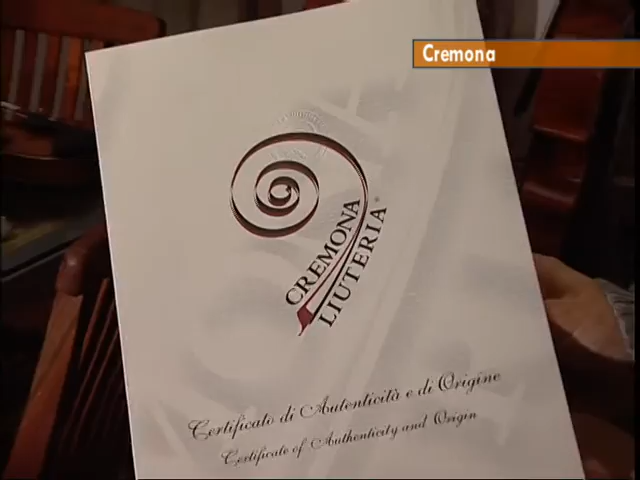 Cremona
CREMONA
LIUTERIA®
Certificato di Autenticità e di Origine
Certificate of Authenticity and Origin